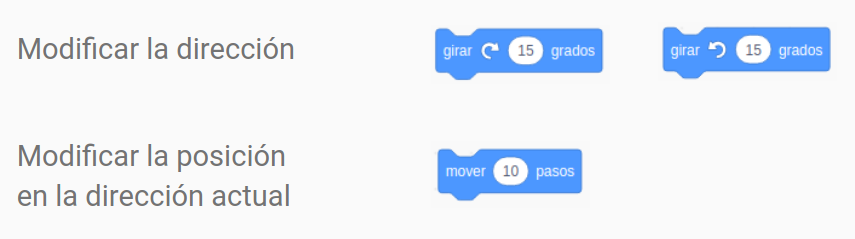 Modificar la dirección
girar 15 grados
girar 15 grados
Modificar la posición
en la dirección actual
mover 10 pasos